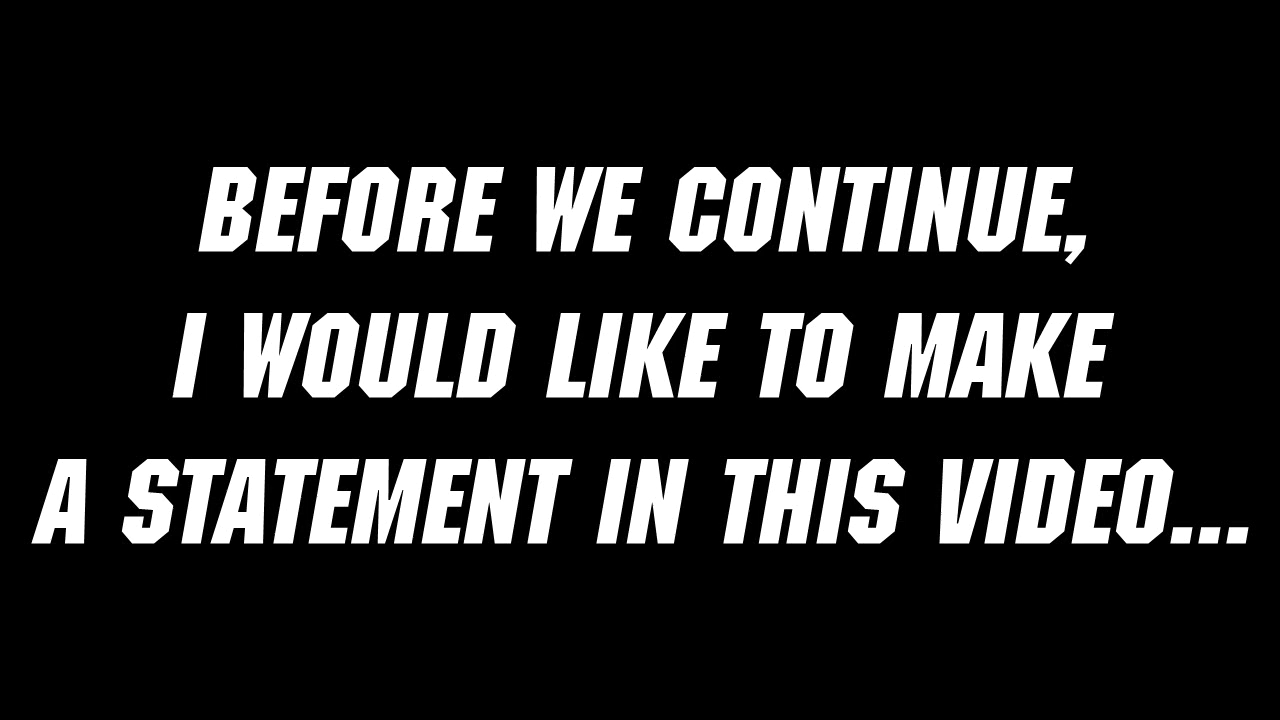 BEFORE WE CONTINUE,
I WOULD LIKE TO MAKE
A STATEMENT IN THIS VIDEO...